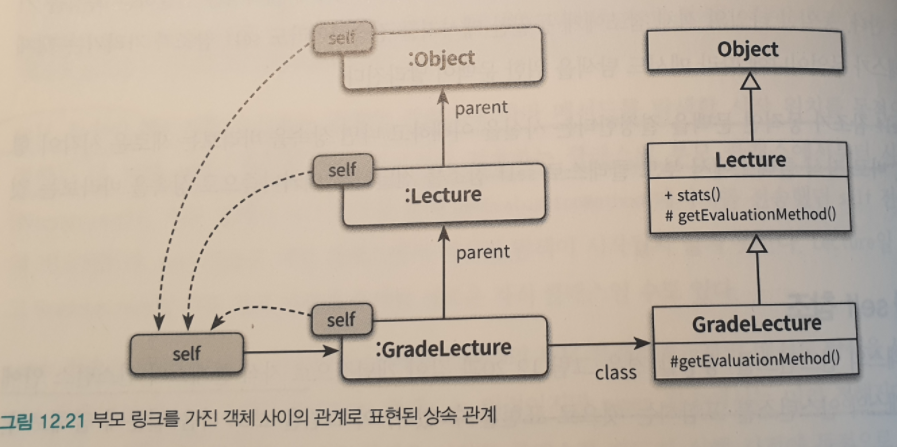 self
:Object
Object
parent
self
:Lecture
Lecture
+ stats()
# getEvaluationMethod()
parent
self
self
:GradeLecture
class
GradeLecture
#getEvaluationMethod()
그림 12.21 부모 링크를 가진 객체 사이의 관계로 표현된 상속 관계